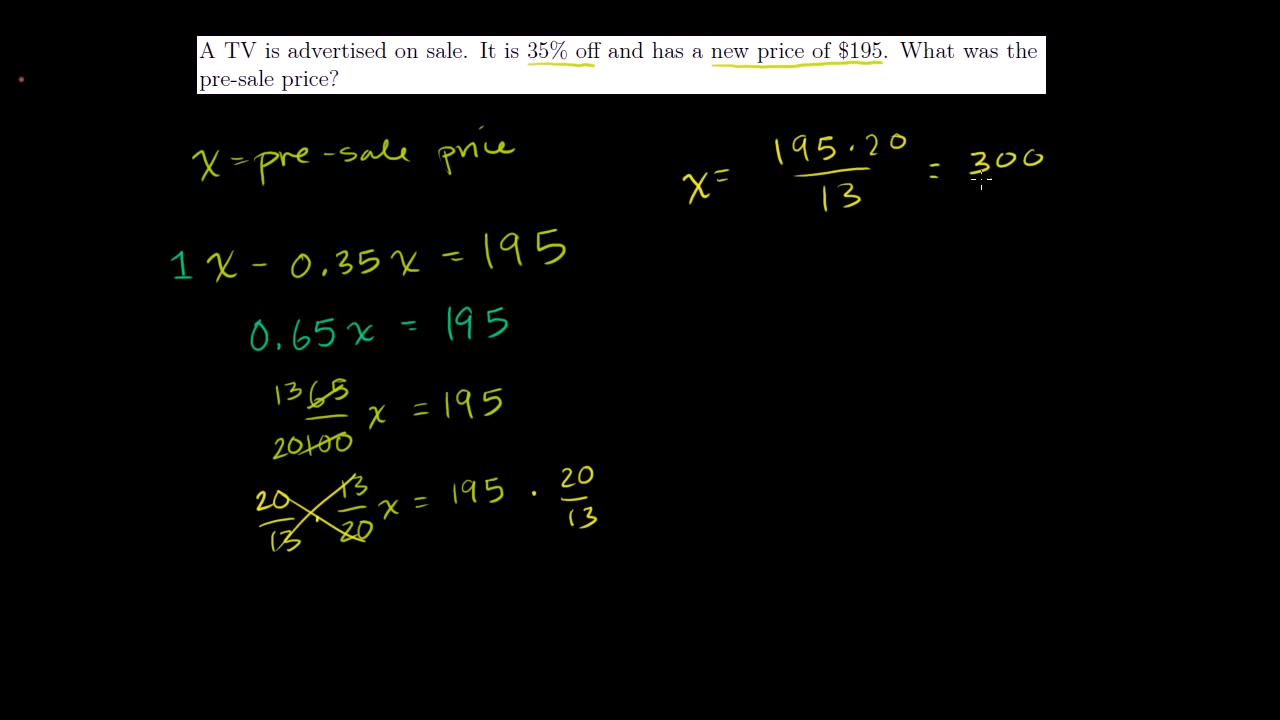 A TV is advertised on sale. It is 35% off and has a new price of $195. What was the
pre-sale price?
x = pre-sale price
1x - 0.35x = 195
0.65x = 195
13 65/20 100 x = 195
20/13 · 13/20 x = 195 · 20/13
x = 195 · 20/13 = 300